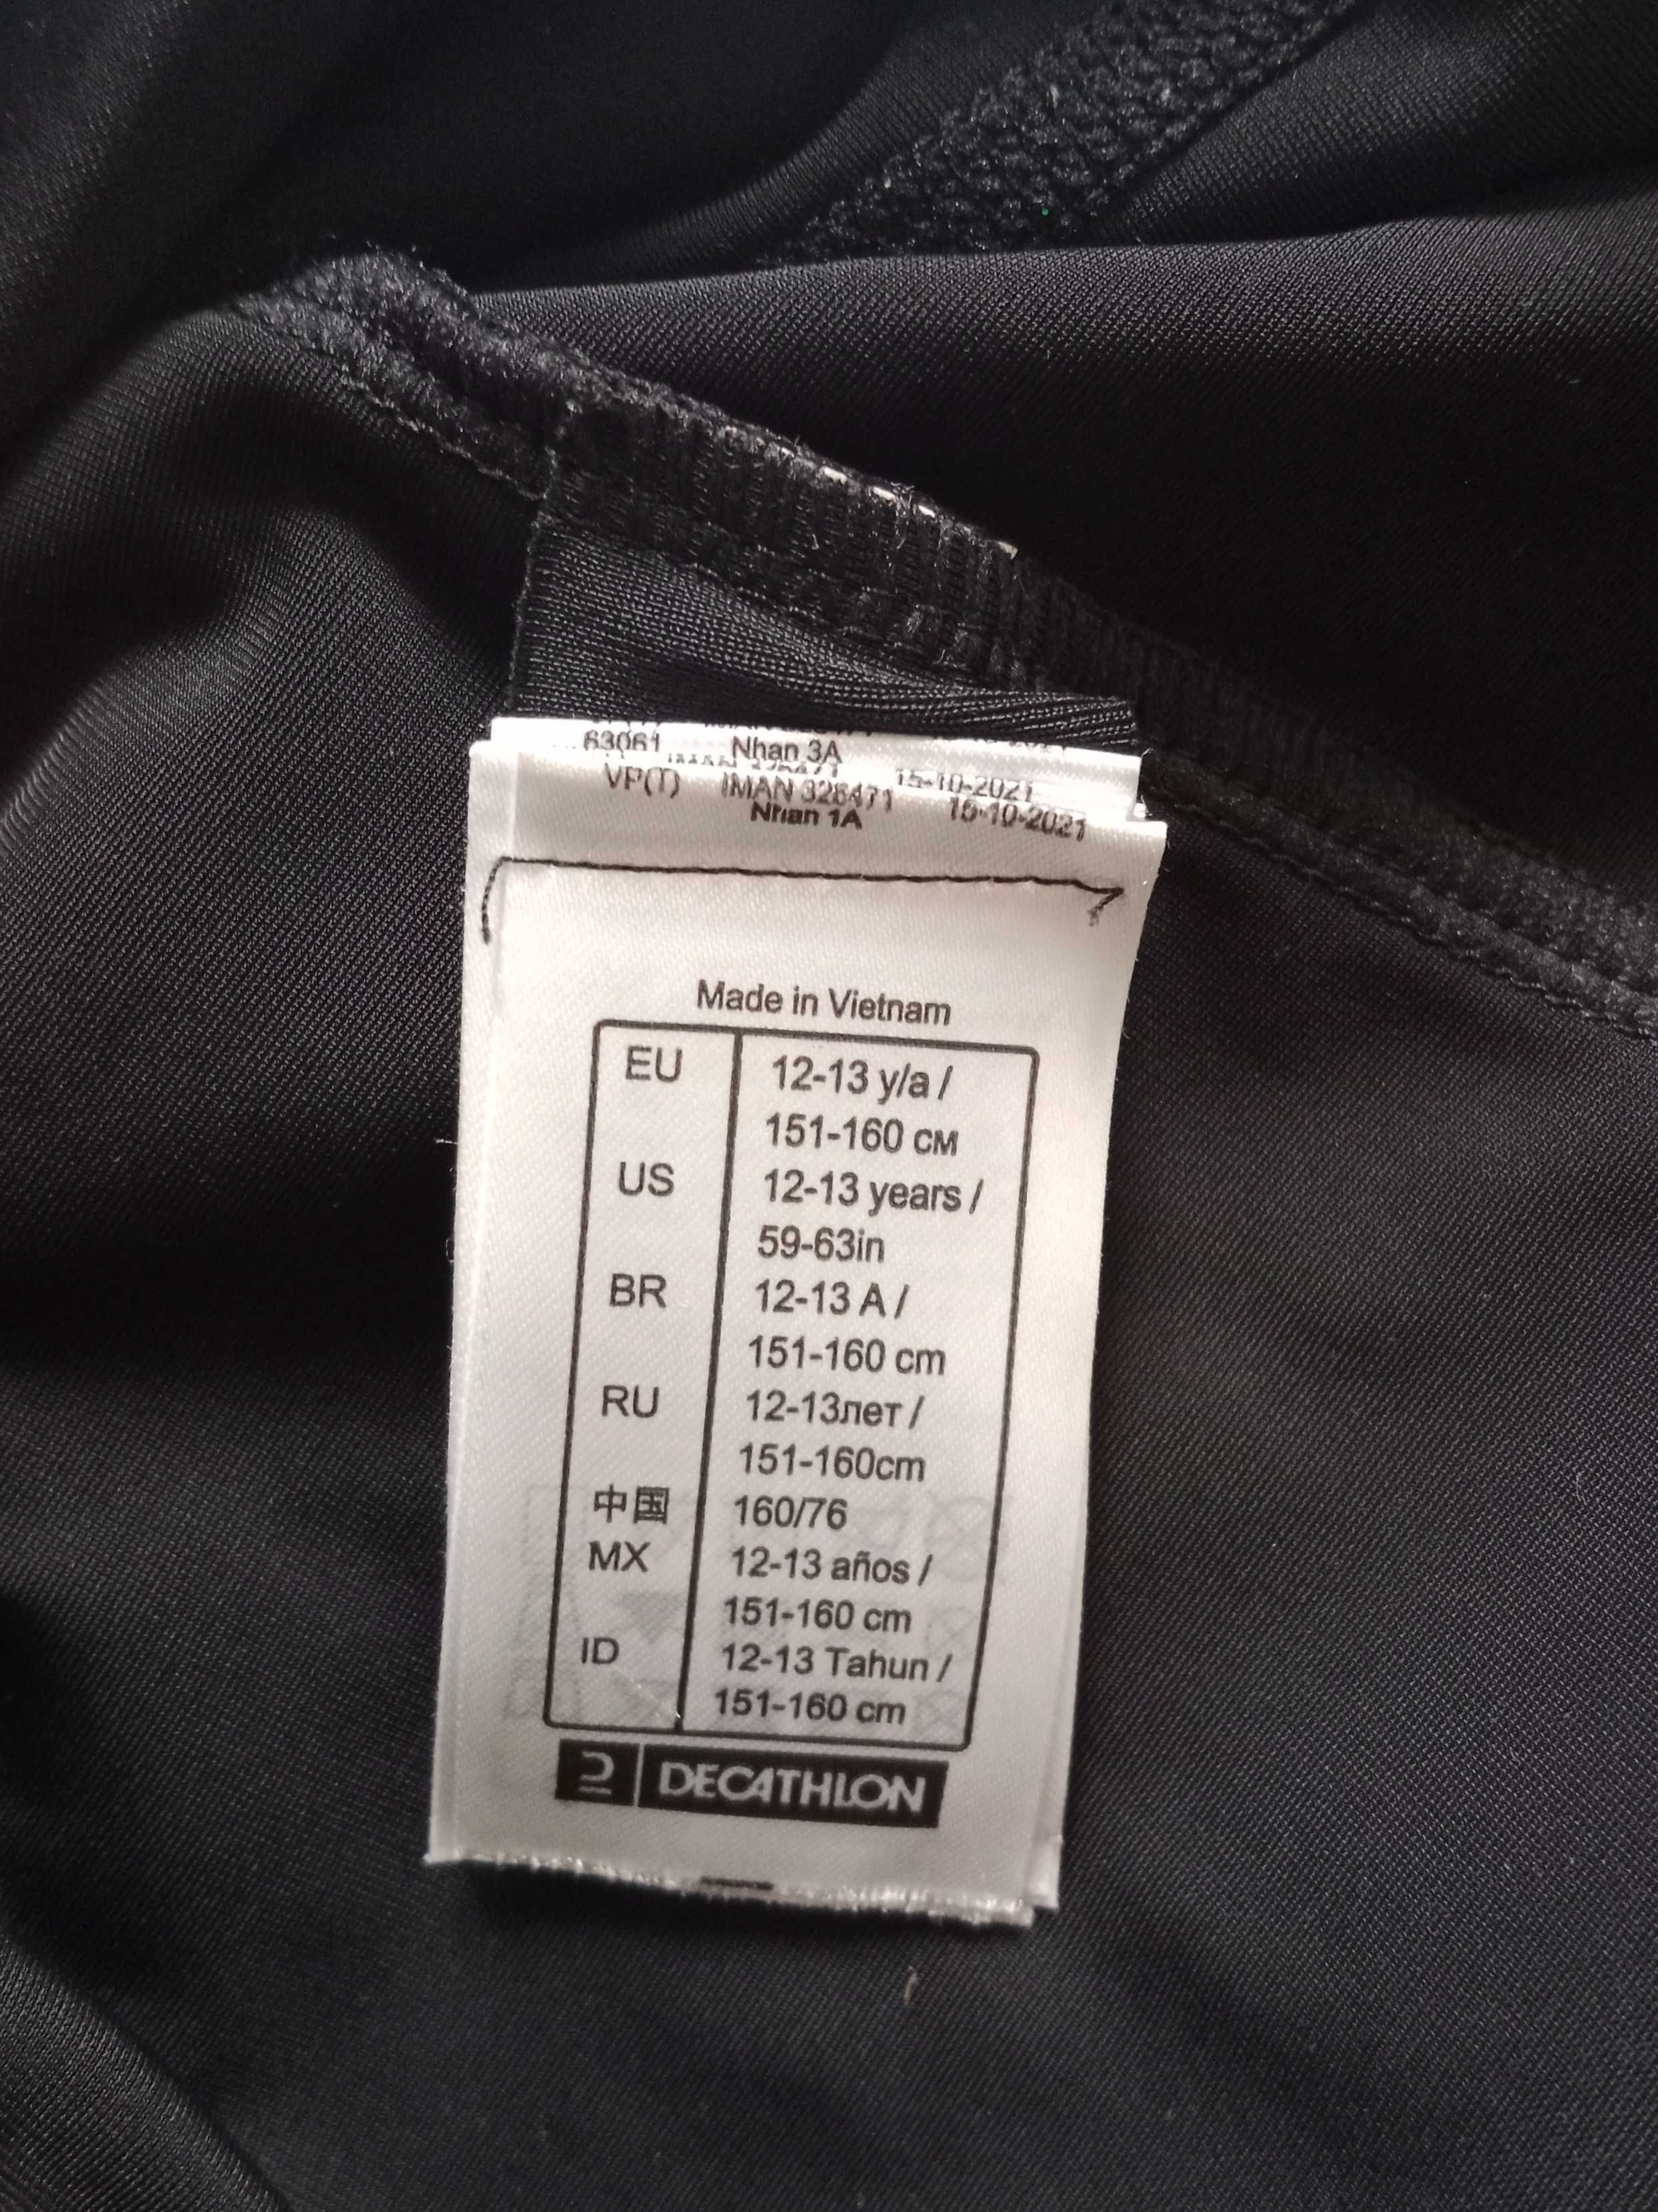 63061 Nhan 3A
15-10-2021
VP(T) IMAN 326471 15-10-2021
Nhan 1A
Made in Vietnam
EU 12-13 y/a /
151-160 см
US 12-13 years /
59-63in
BR 12-13 A /
151-160 cm
RU 12-13лет /
151-160cm
中国 160/76
MX 12-13 años /
151-160 cm
ID 12-13 Tahun /
151-160 cm
DECATHLON